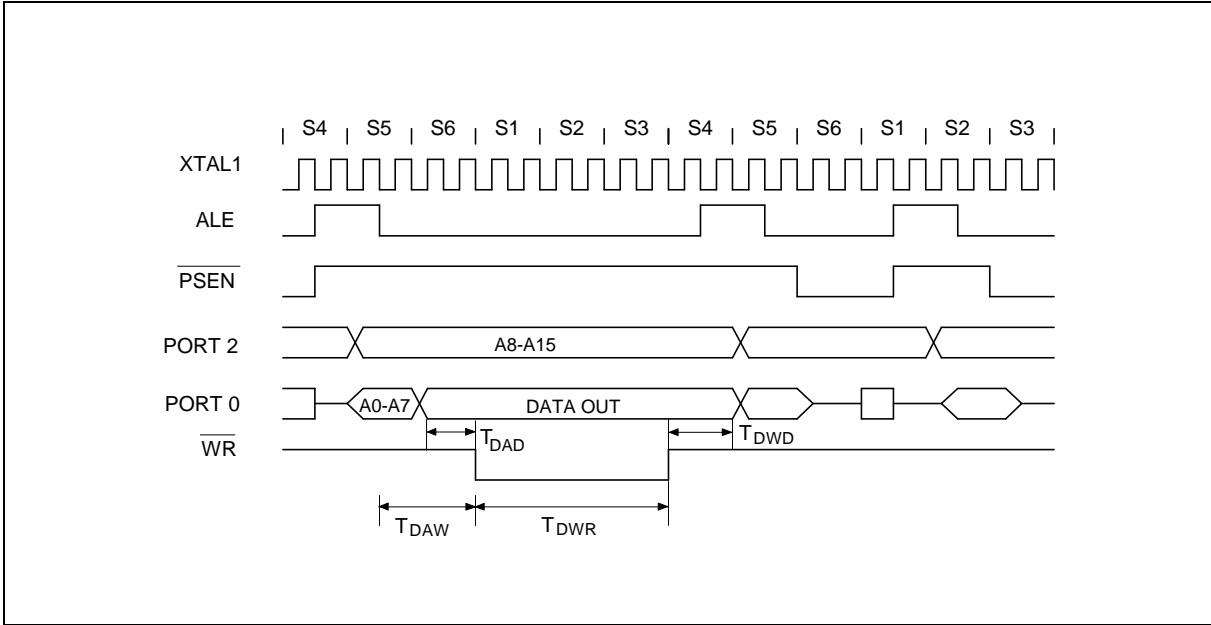 S4 S5 S6 S1 S2 S3 S4 S5 S6 S1 S2 S3
XTAL1
ALE
PSEN
PORT 2 A8-A15
PORT 0 A0-A7 DATA OUT
WR TDAD TDWD
TDAW TDWR